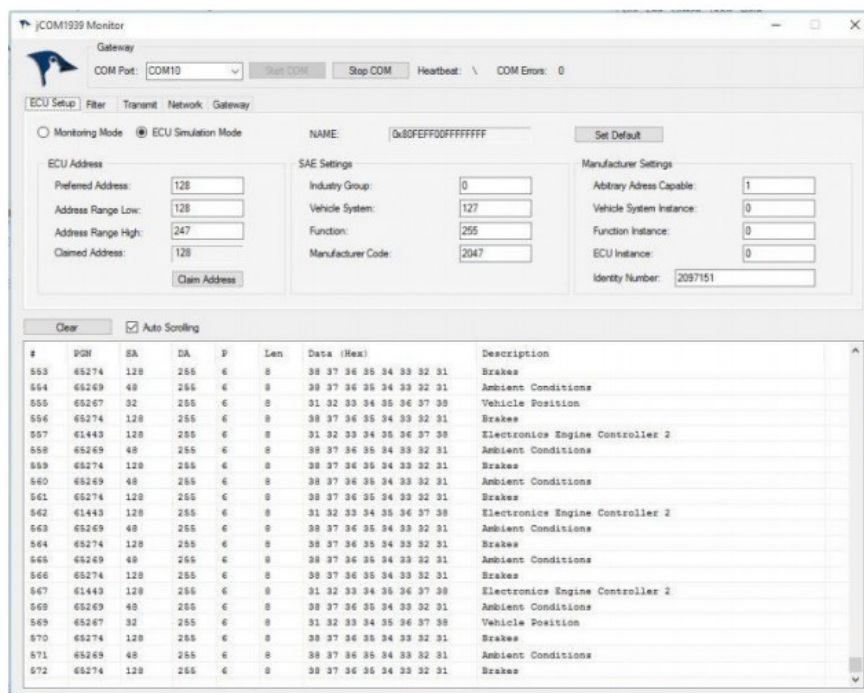 jCOM1939 Monitor
Gateway
COM Port: COM10 Start COM Stop COM Heartbeat: \ COM Errors: 0
ECU Setup Filter Transmit Network Gateway
Monitoring Mode ECU Simulation Mode NAME: 0x80FEFF00FFFFFFFF Set Default
ECU Address SAE Settings Manufacturer Settings
Preferred Address: 128 Industry Group: 0 Arbitrary Adress Capable: 1
Address Range Low: 128 Vehicle System: 127 Vehicle System Instance: 0
Address Range High: 247 Function: 255 Function Instance: 0
Claimed Address: 128 Manufacturer Code: 2047 ECU Instance: 0
Claim Address Identity Number: 2097151
Clear Auto Scrolling
# PGN SA DA P Len Data (Hex) Description
553 65274 128 255 6 8 38 37 36 35 34 33 32 31 Brakes
554 65269 48 255 6 8 38 37 36 35 34 33 32 31 Ambient Conditions
555 65267 32 255 6 8 31 32 33 34 35 36 37 38 Vehicle Position
556 65274 128 255 6 8 38 37 36 35 34 33 32 31 Brakes
557 61443 128 255 6 8 31 32 33 34 35 36 37 38 Electronics Engine Controller 2
558 65269 48 255 6 8 38 37 36 35 34 33 32 31 Ambient Conditions
559 65274 128 255 6 8 38 37 36 35 34 33 32 31 Brakes
560 65269 48 255 6 8 38 37 36 35 34 33 32 31 Ambient Conditions
561 65274 128 255 6 8 38 37 36 35 34 33 32 31 Brakes
562 61443 128 255 6 8 31 32 33 34 35 36 37 38 Electronics Engine Controller 2
563 65269 48 255 6 8 38 37 36 35 34 33 32 31 Ambient Conditions
564 65274 128 255 6 8 38 37 36 35 34 33 32 31 Brakes
565 65269 48 255 6 8 38 37 36 35 34 33 32 31 Ambient Conditions
566 65274 128 255 6 8 38 37 36 35 34 33 32 31 Brakes
567 61443 128 255 6 8 31 32 33 34 35 36 37 38 Electronics Engine Controller 2
568 65269 48 255 6 8 38 37 36 35 34 33 32 31 Ambient Conditions
569 65267 32 255 6 8 31 32 33 34 35 36 37 38 Vehicle Position
570 65274 128 255 6 8 38 37 36 35 34 33 32 31 Brakes
571 65269 48 255 6 8 38 37 36 35 34 33 32 31 Ambient Conditions
572 65274 128 255 6 8 38 37 36 35 34 33 32 31 Brakes